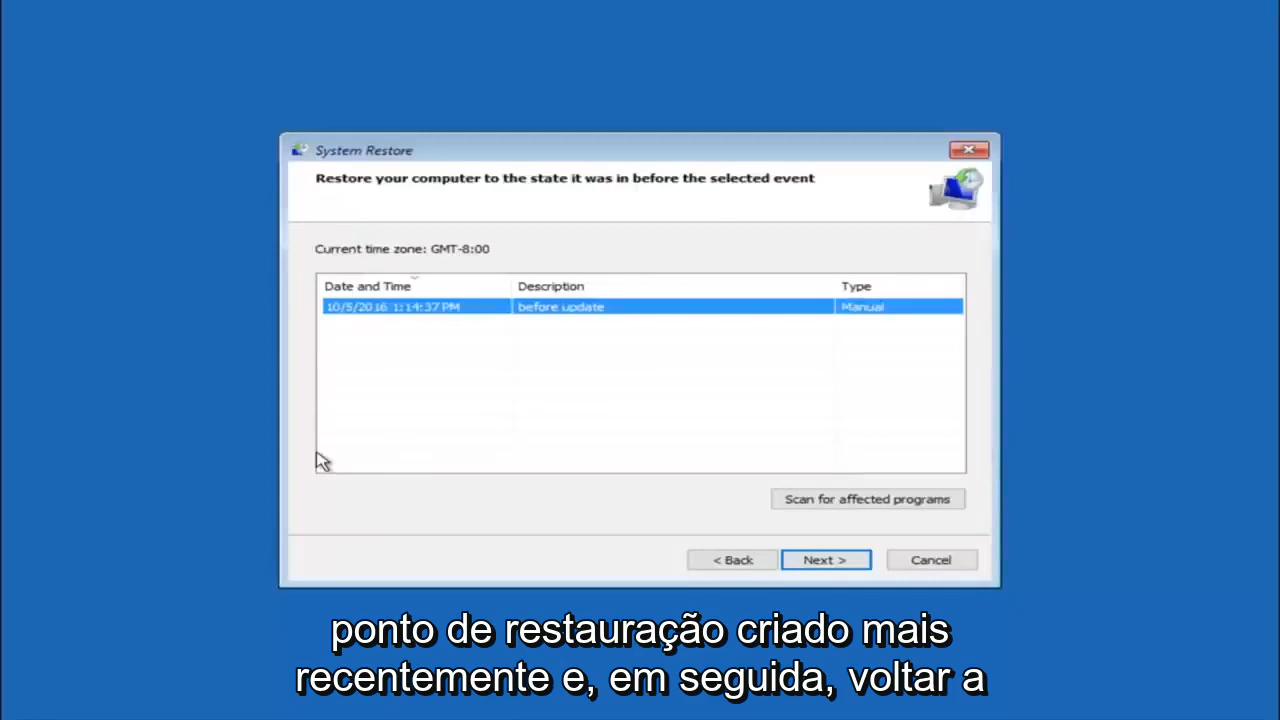 System Restore
Restore your computer to the state it was in before the selected event
Current time zone: GMT-8:00
Date and Time Description Type
10/5/2016 1:14:37 PM before update Manual
Scan for affected programs
< Back Next > Cancel
ponto de restauração criado mais
recentemente e, em seguida, voltar a